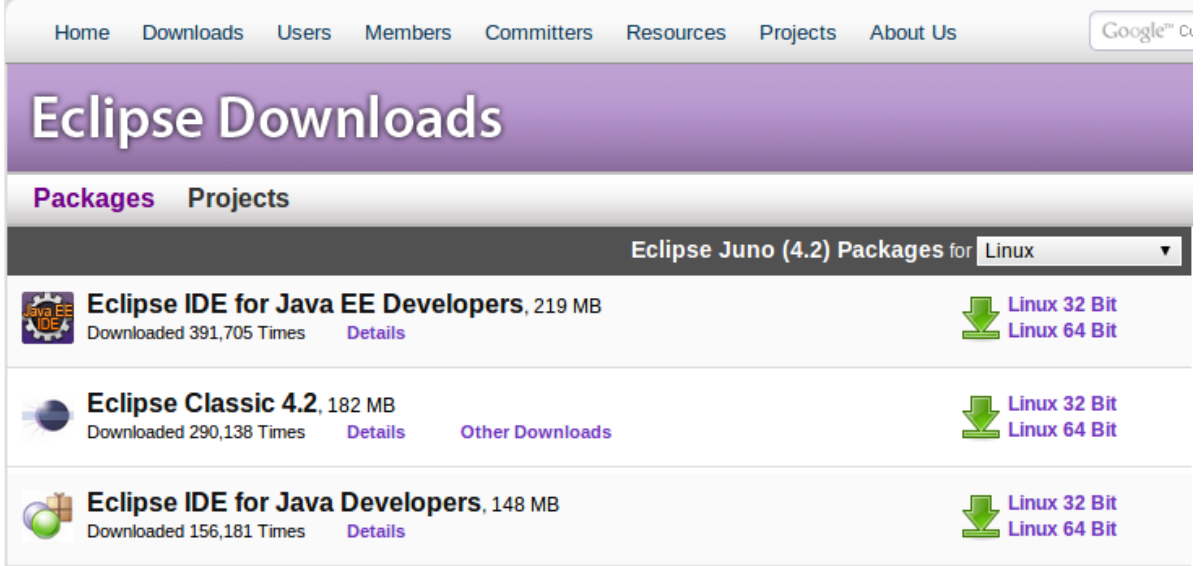 Home Downloads Users Members Committers Resources Projects About Us Google™
Eclipse Downloads
Packages Projects
Eclipse Juno (4.2) Packages for Linux
Java EE IDE
Eclipse IDE for Java EE Developers, 219 MB
Linux 32 Bit
Downloaded 391,705 Times Details
Linux 64 Bit
Eclipse Classic 4.2, 182 MB
Linux 32 Bit
Downloaded 290,138 Times Details Other Downloads
Linux 64 Bit
Eclipse IDE for Java Developers, 148 MB
Linux 32 Bit
Downloaded 156,181 Times Details
Linux 64 Bit